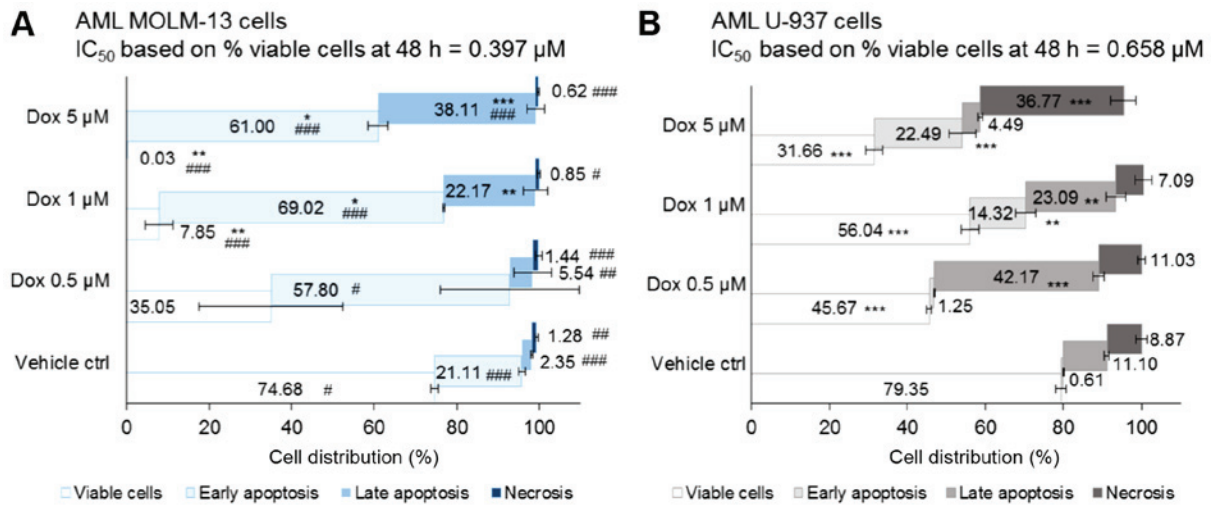 A AML MOLM-13 cells
IC50 based on % viable cells at 48 h = 0.397 µM
Dox 5 µM
61.00 * ###
38.11 *** ###
0.62 ###
0.03 ** ###
Dox 1 µM
69.02 * ###
22.17 **
0.85 #
7.85 ** ###
Dox 0.5 µM
35.05
57.80 #
1.44 ###
5.54 ##
Vehicle ctrl
74.68 #
21.11 ###
1.28 ##
2.35 ###
0 20 40 60 80 100
Cell distribution (%)
Viable cells Early apoptosis Late apoptosis Necrosis
B AML U-937 cells
IC50 based on % viable cells at 48 h = 0.658 µM
Dox 5 µM
31.66 ***
22.49 ***
4.49
36.77 ***
Dox 1 µM
56.04 ***
14.32 **
23.09 **
7.09
Dox 0.5 µM
45.67 ***
1.25
42.17 ***
11.03
Vehicle ctrl
79.35
0.61
11.10
8.87
0 20 40 60 80 100
Cell distribution (%)
Viable cells Early apoptosis Late apoptosis Necrosis